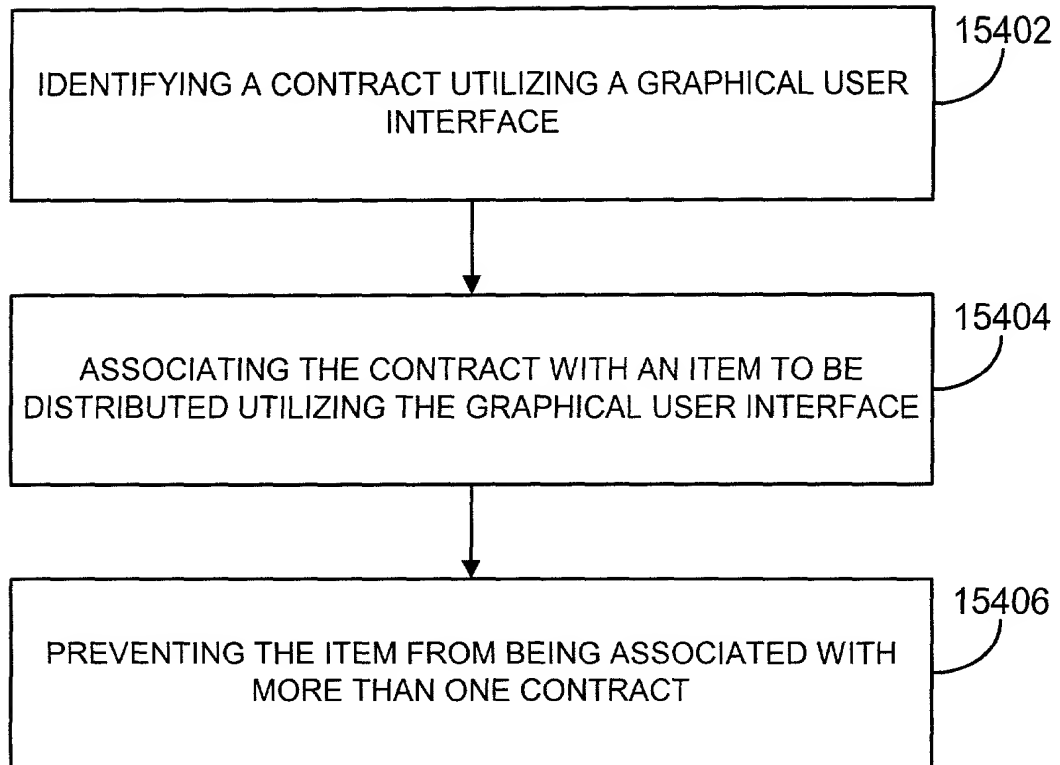 15402
IDENTIFYING A CONTRACT UTILIZING A GRAPHICAL USER
INTERFACE
15404
ASSOCIATING THE CONTRACT WITH AN ITEM TO BE
DISTRIBUTED UTILIZING THE GRAPHICAL USER INTERFACE
15406
PREVENTING THE ITEM FROM BEING ASSOCIATED WITH
MORE THAN ONE CONTRACT